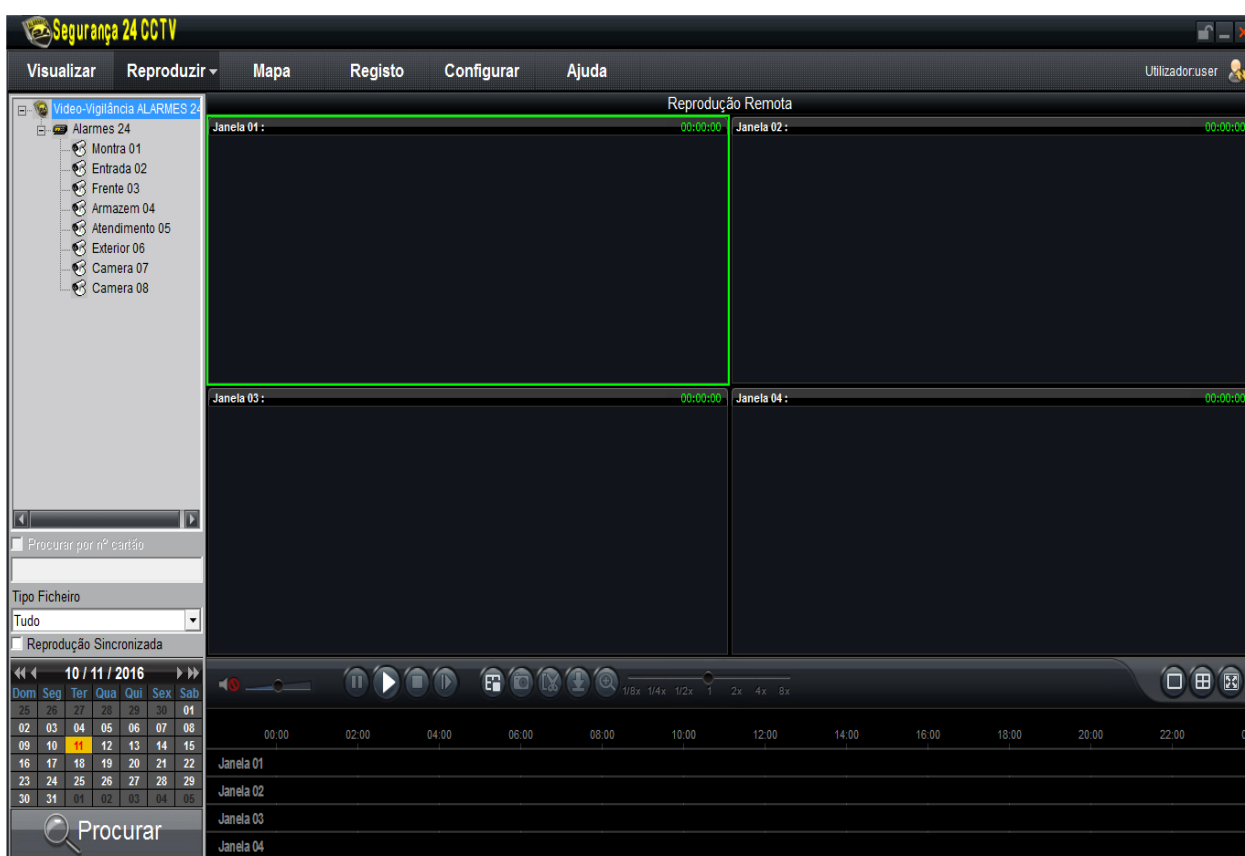 Segurança 24 CCTV
Visualizar Reproduzir Mapa Registo Configurar Ajuda Utilizador:user
Video-Vigilância ALARMES 24
Alarmes 24
Montra 01
Entrada 02
Frente 03
Armazem 04
Atendimento 05
Exterior 06
Camera 07
Camera 08
Procurar por nº cartão
Tipo Ficheiro
Tudo
Reprodução Sincronizada
10 / 11 / 2016
Dom Seg Ter Qua Qui Sex Sab
25 26 27 28 29 30 01
02 03 04 05 06 07 08
09 10 11 12 13 14 15
16 17 18 19 20 21 22
23 24 25 26 27 28 29
30 31 01 02 03 04 05
Procurar
Reprodução Remota
Janela 01 : 00:00:00
Janela 02 : 00:00:00
Janela 03 : 00:00:00
Janela 04 : 00:00:00
1/8x 1/4x 1/2x 1 2x 4x 8x
00:00 02:00 04:00 06:00 08:00 10:00 12:00 14:00 16:00 18:00 20:00 22:00
Janela 01
Janela 02
Janela 03
Janela 04